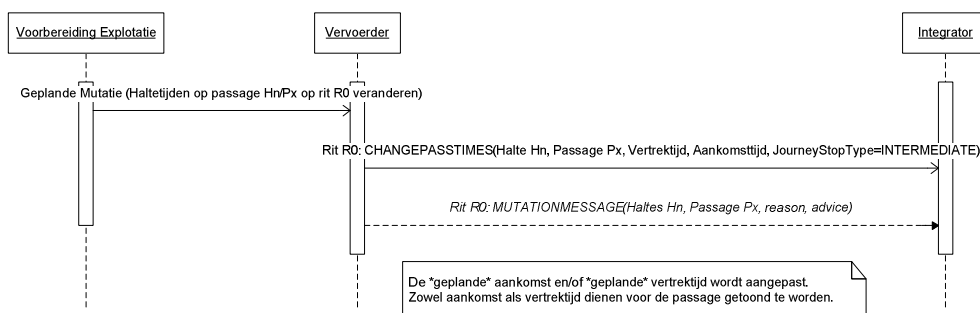 Voorbereiding Explotatie
Vervoerder
Integrator
Geplande Mutatie (Haltetijden op passage Hn/Px op rit R0 veranderen)
Rit R0: CHANGEPASSTIMES(Halte Hn, Passage Px, Vertrektijd, Aankomsttijd, JourneyStopType=INTERMEDIATE)
Rit R0: MUTATIONMESSAGE(Haltes Hn, Passage Px, reason, advice)
De *geplande* aankomst en/of *geplande* vertrektijd wordt aangepast.
Zowel aankomst als vertrektijd dienen voor de passage getoond te worden.